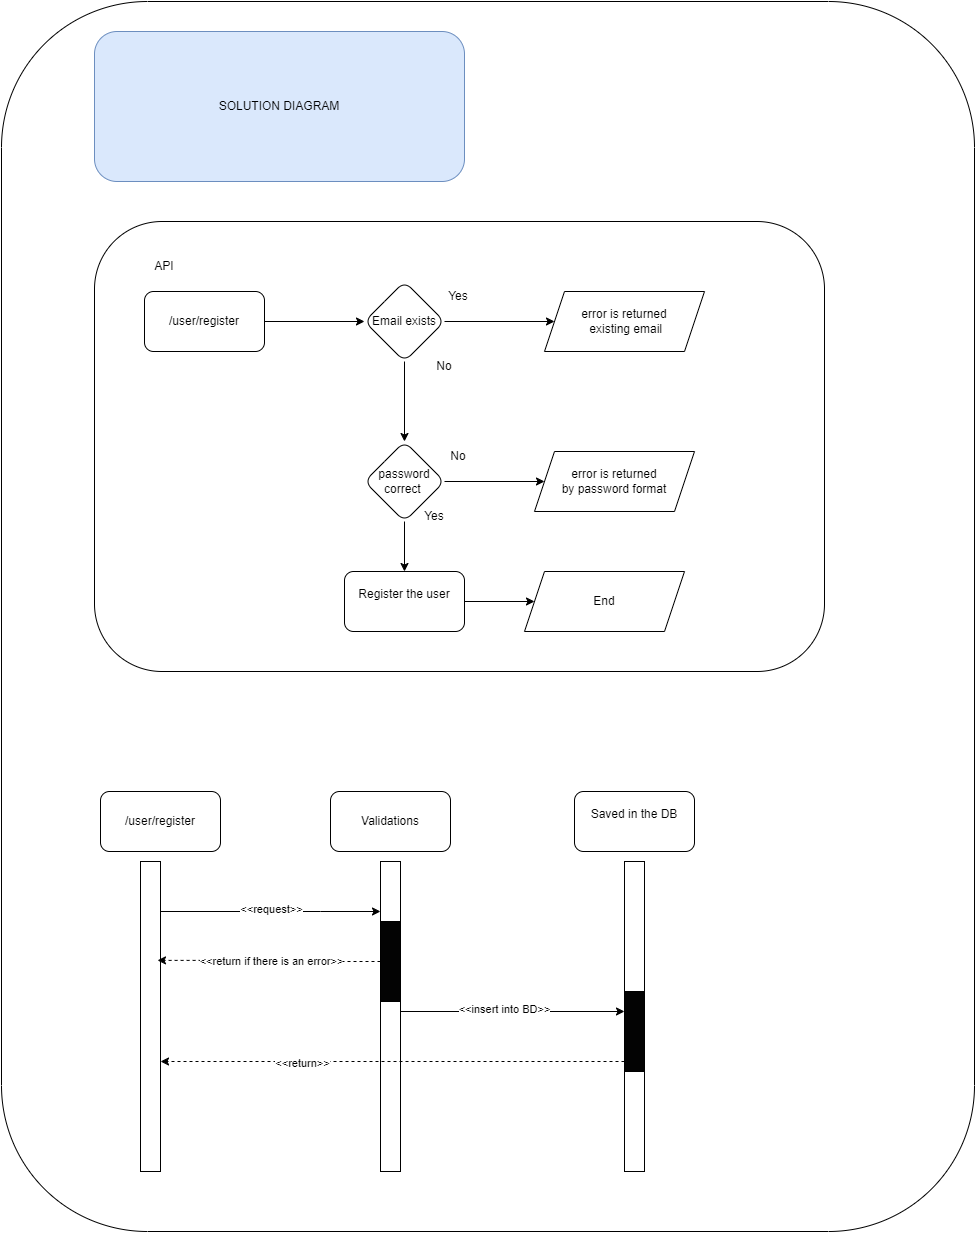 SOLUTION DIAGRAM
API
/user/register
Email exists
Yes
error is returned
existing email
No
password
correct
No
error is returned
by password format
Yes
Register the user
End
/user/register
Validations
Saved in the DB
<<request>>
<<return if there is an error>>
<<insert into BD>>
<<return>>